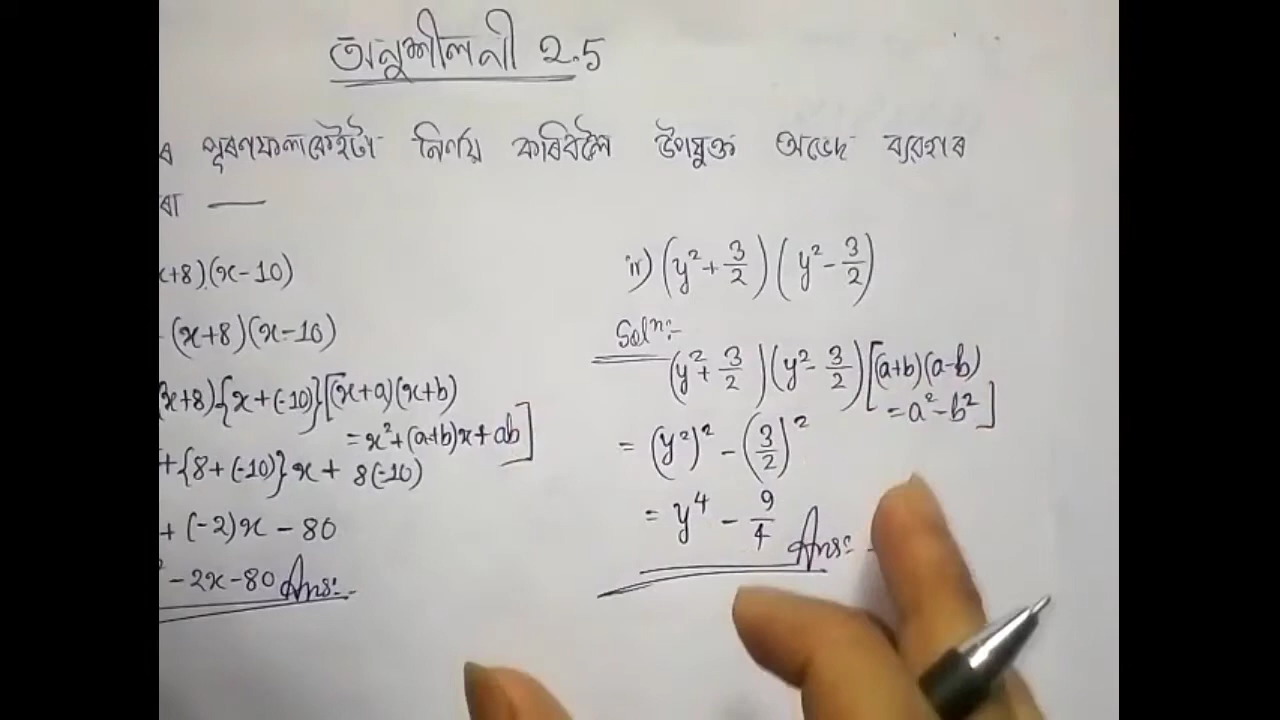 অনুশীলনী ২.5
ৰ পূৰণফলকেইটা নিৰ্ণয় কৰিবলৈ উপযুক্ত অভেদ ব্যৱহাৰ
ৰা —
x+8).(x-10)
(x+8)(x-10)
(x+8){x+(-10)}[(x+a)(x+b)
=x²+(a+b)x+ab]
+{8+(-10)}x+ 8(-10)
+ (-2)x - 80
² -2x-80 Ans:-
iv) (y²+3/2)(y²-3/2)
Solⁿ:-
(y²+3/2)(y²-3/2)[(a+b)(a-b)
=a²-b²]
= (y²)² - (3/2)²
= y⁴ - 9/4 Ans: -